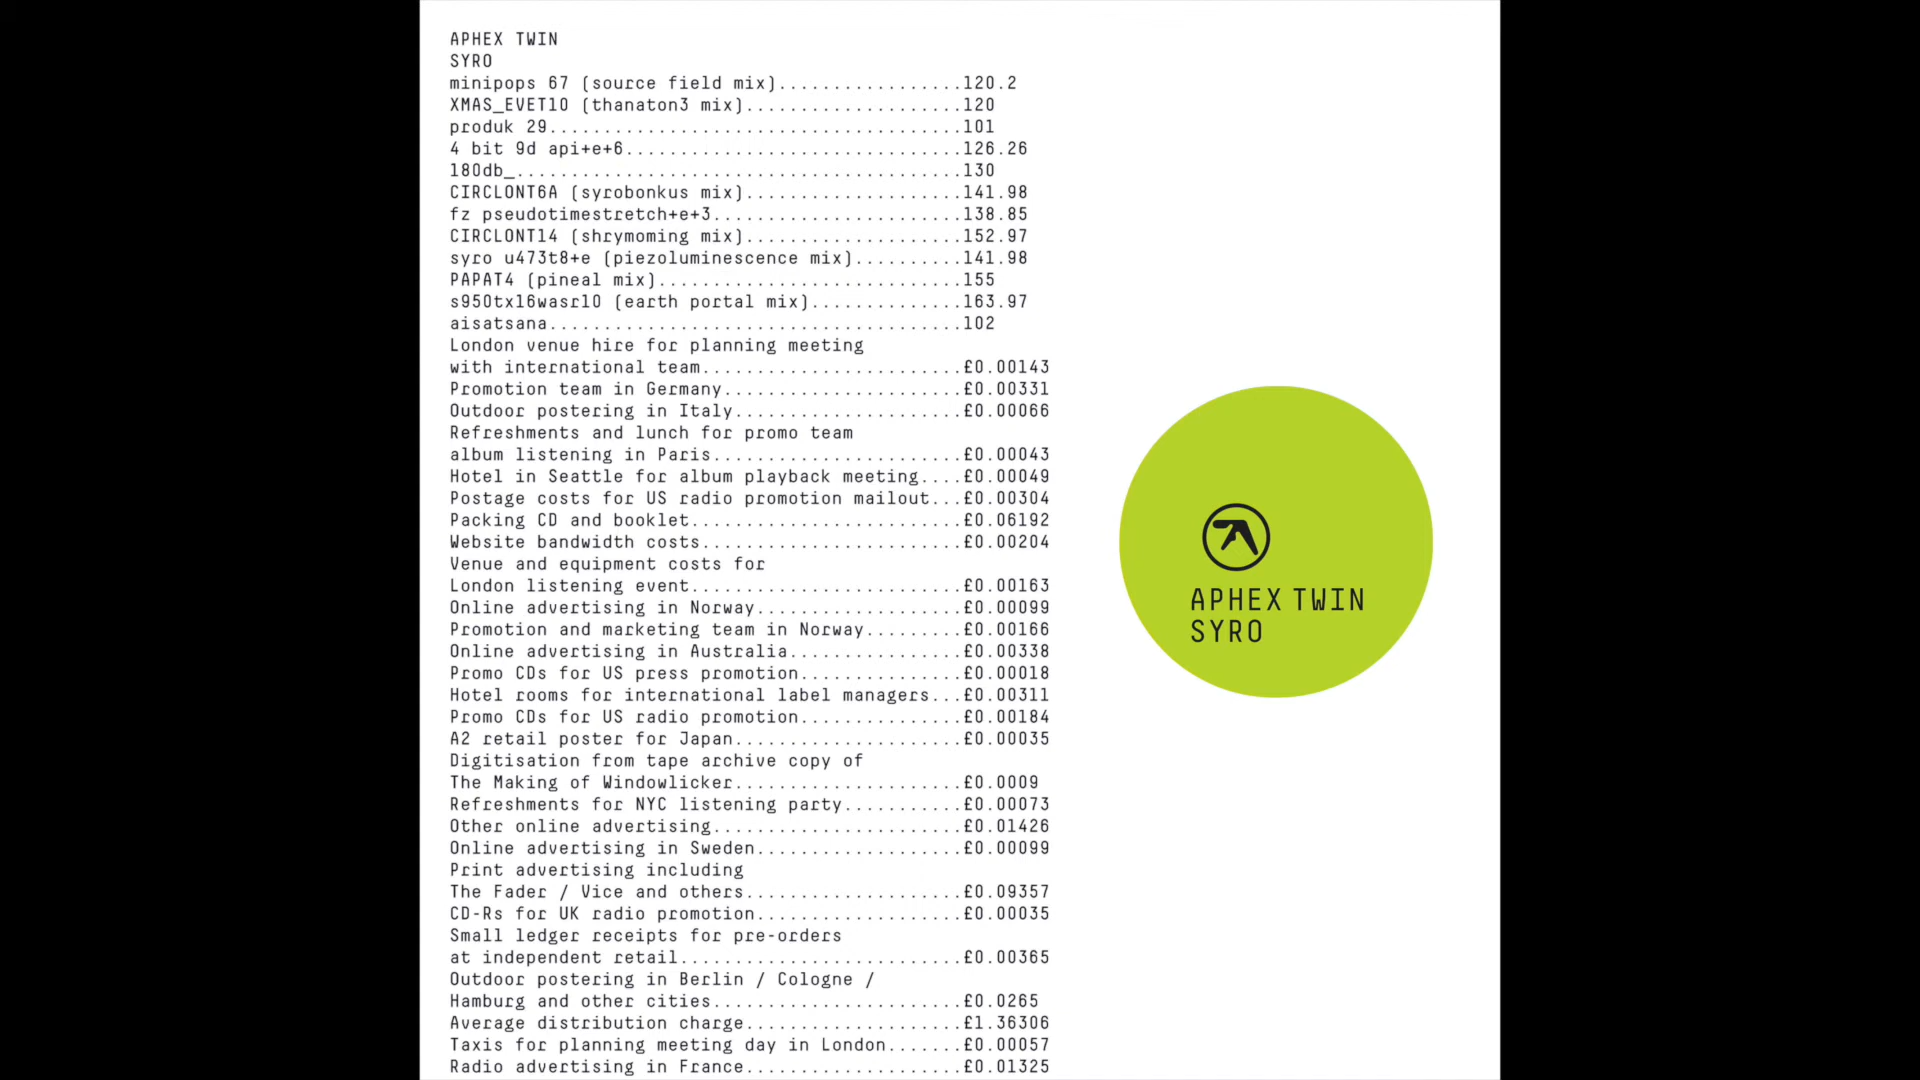 APHEX TWIN
SYRO
minipops 67 (source field mix).................120.2
XMAS_EVET10 (thanaton3 mix)....................120
produk 29......................................101
4 bit 9d api+e+6...............................126.26
180db_.........................................130
CIRCLONT6A (syrobonkus mix)....................141.98
fz pseudotimestretch+e+3.......................138.85
CIRCLONT14 (shrymoming mix)....................152.97
syro u473t8+e (piezoluminescence mix)..........141.98
PAPAT4 (pineal mix)............................155
s950tx16wasr10 (earth portal mix)..............163.97
aisatsana......................................102
London venue hire for planning meeting
with international team........................£0.00143
Promotion team in Germany......................£0.00331
Outdoor postering in Italy.....................£0.00066
Refreshments and lunch for promo team
album listening in Paris.......................£0.00043
Hotel in Seattle for album playback meeting....£0.00049
Postage costs for US radio promotion mailout...£0.00304
Packing CD and booklet.........................£0.06192
Website bandwidth costs........................£0.00204
Venue and equipment costs for
London listening event.........................£0.00163
Online advertising in Norway...................£0.00099
Promotion and marketing team in Norway.........£0.00166
Online advertising in Australia................£0.00338
Promo CDs for US press promotion...............£0.00018
Hotel rooms for international label managers...£0.00311
Promo CDs for US radio promotion...............£0.00184
A2 retail poster for Japan.....................£0.00035
Digitisation from tape archive copy of
The Making of Windowlicker.....................£0.0009
Refreshments for NYC listening party...........£0.00073
Other online advertising.......................£0.01426
Online advertising in Sweden...................£0.00099
Print advertising including
The Fader / Vice and others....................£0.09357
CD-Rs for UK radio promotion...................£0.00035
Small ledger receipts for pre-orders
at independent retail..........................£0.00365
Outdoor postering in Berlin / Cologne /
Hamburg and other cities.......................£0.0265
Average distribution charge....................£1.36306
Taxis for planning meeting day in London.......£0.00057
Radio advertising in France....................£0.01325
APHEX TWIN
SYRO